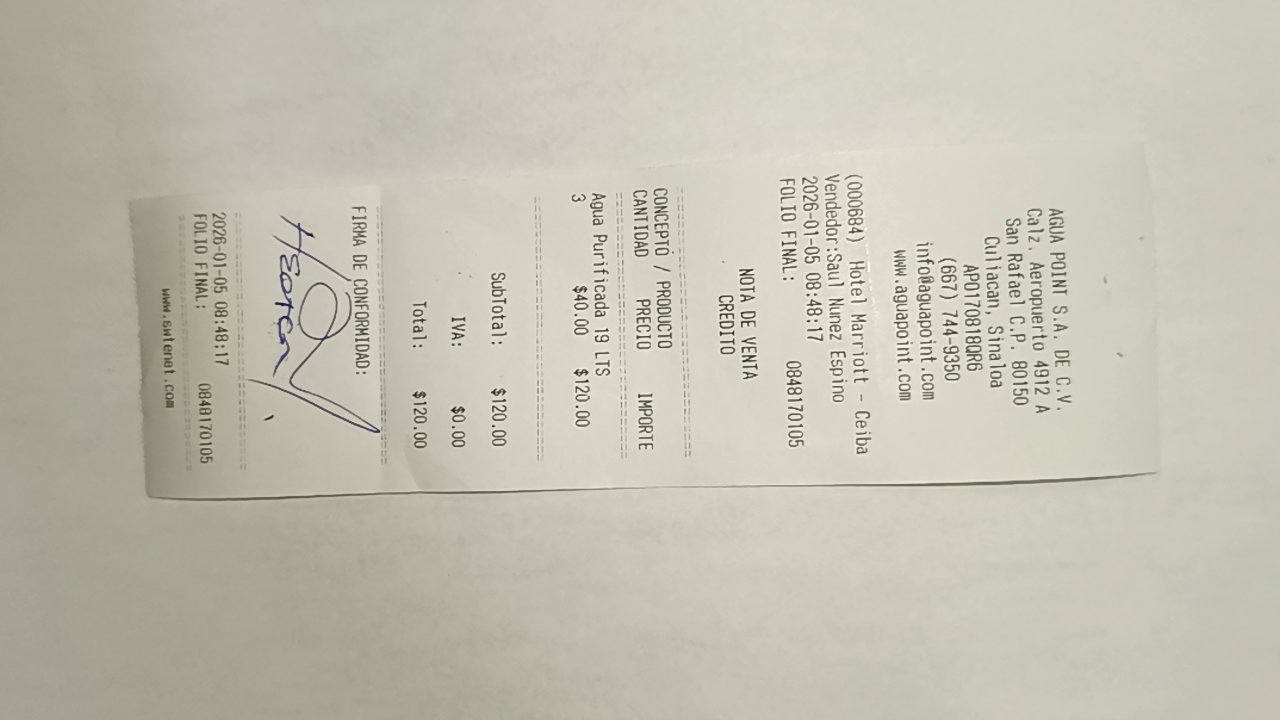 AGUA POINT S.A. DE C.V.
Calz. Aeropuerto 4912 A
San Rafael C.P. 80150
Culiacan, Sinaloa
APO170818QR6
(667) 744-9350
info@aguapoint.com
www.aguapoint.com
(000684) Hotel Marriott - Ceiba
Vendedor:Saul Nunez Espino
2026-01-05 08:48:17
FOLIO FINAL: 0848170105
NOTA DE VENTA
CREDITO
CONCEPTO / PRODUCTO
CANTIDAD PRECIO IMPORTE
Agua Purificada 19 LTS
3 $40.00 $120.00
SubTotal: $120.00
IVA: $0.00
Total: $120.00
FIRMA DE CONFORMIDAD:
Hector
2026-01-05 08:48:17
FOLIO FINAL: 0848170105
www.ewtenet.com